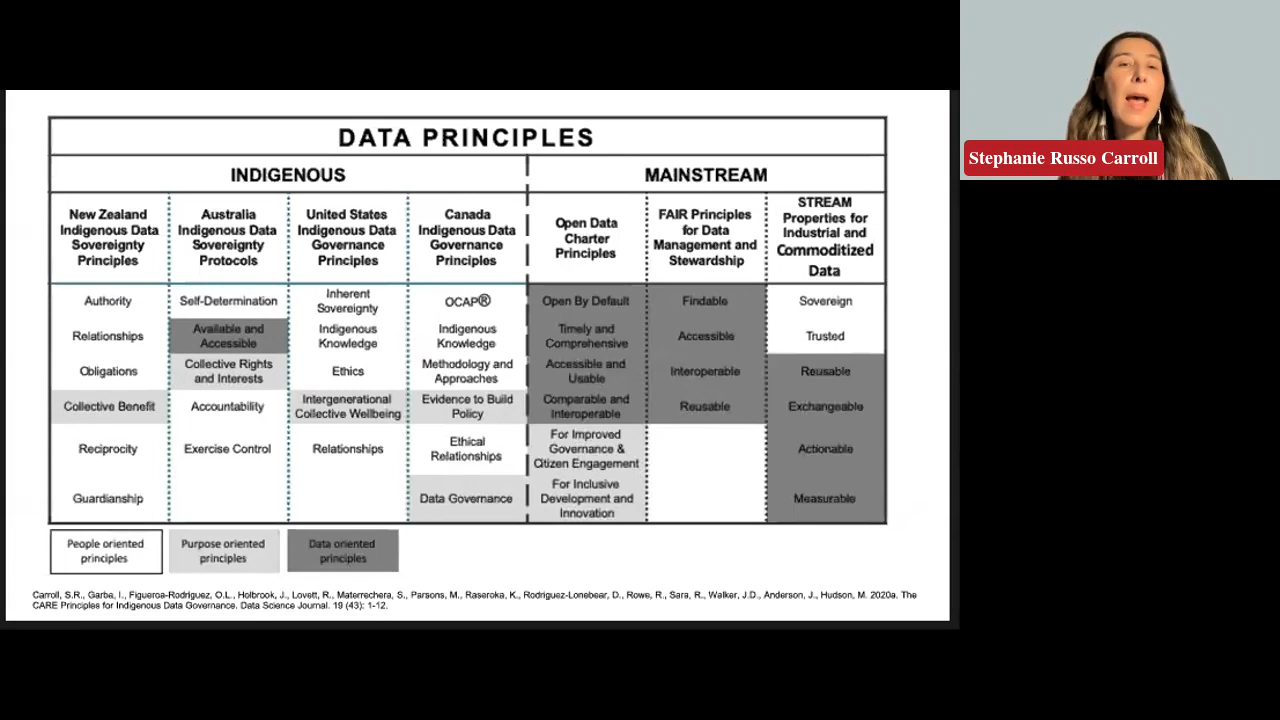 DATA PRINCIPLES
INDIGENOUS
MAINSTREAM
New Zealand
Indigenous Data
Sovereignty
Principles
Australia
Indigenous Data
Sovereignty
Protocols
United States
Indigenous Data
Governance
Principles
Canada
Indigenous Data
Governance
Principles
Open Data
Charter
Principles
FAIR Principles
for Data
Management and
Stewardship
STREAM
Properties for
Industrial and
Commoditized
Data
Authority
Self-Determination
Inherent
Sovereignty
OCAP®
Open By Default
Findable
Sovereign
Relationships
Available and
Accessible
Indigenous
Knowledge
Indigenous
Knowledge
Timely and
Comprehensive
Accessible
Trusted
Obligations
Collective Rights
and Interests
Ethics
Methodology and
Approaches
Accessible and
Usable
Interoperable
Reusable
Collective Benefit
Accountability
Intergenerational
Collective Wellbeing
Evidence to Build
Policy
Comparable and
Interoperable
Reusable
Exchangeable
Reciprocity
Exercise Control
Relationships
Ethical
Relationships
For Improved
Governance &
Citizen Engagement
Actionable
Guardianship
Data Governance
For Inclusive
Development and
Innovation
Measurable
People oriented
principles
Purpose oriented
principles
Data oriented
principles
Carroll, S.R., Garba, I., Figueroa-Rodríguez, O.L., Holbrook, J., Lovett, R., Materrechera, S., Parsons, M., Raseroka, K., Rodriguez-Lonebear, D., Rowe, R., Sara, R., Walker, J.D., Anderson, J., Hudson, M. 2020a. The
CARE Principles for Indigenous Data Governance. Data Science Journal. 19 (43): 1-12.
Stephanie Russo Carroll